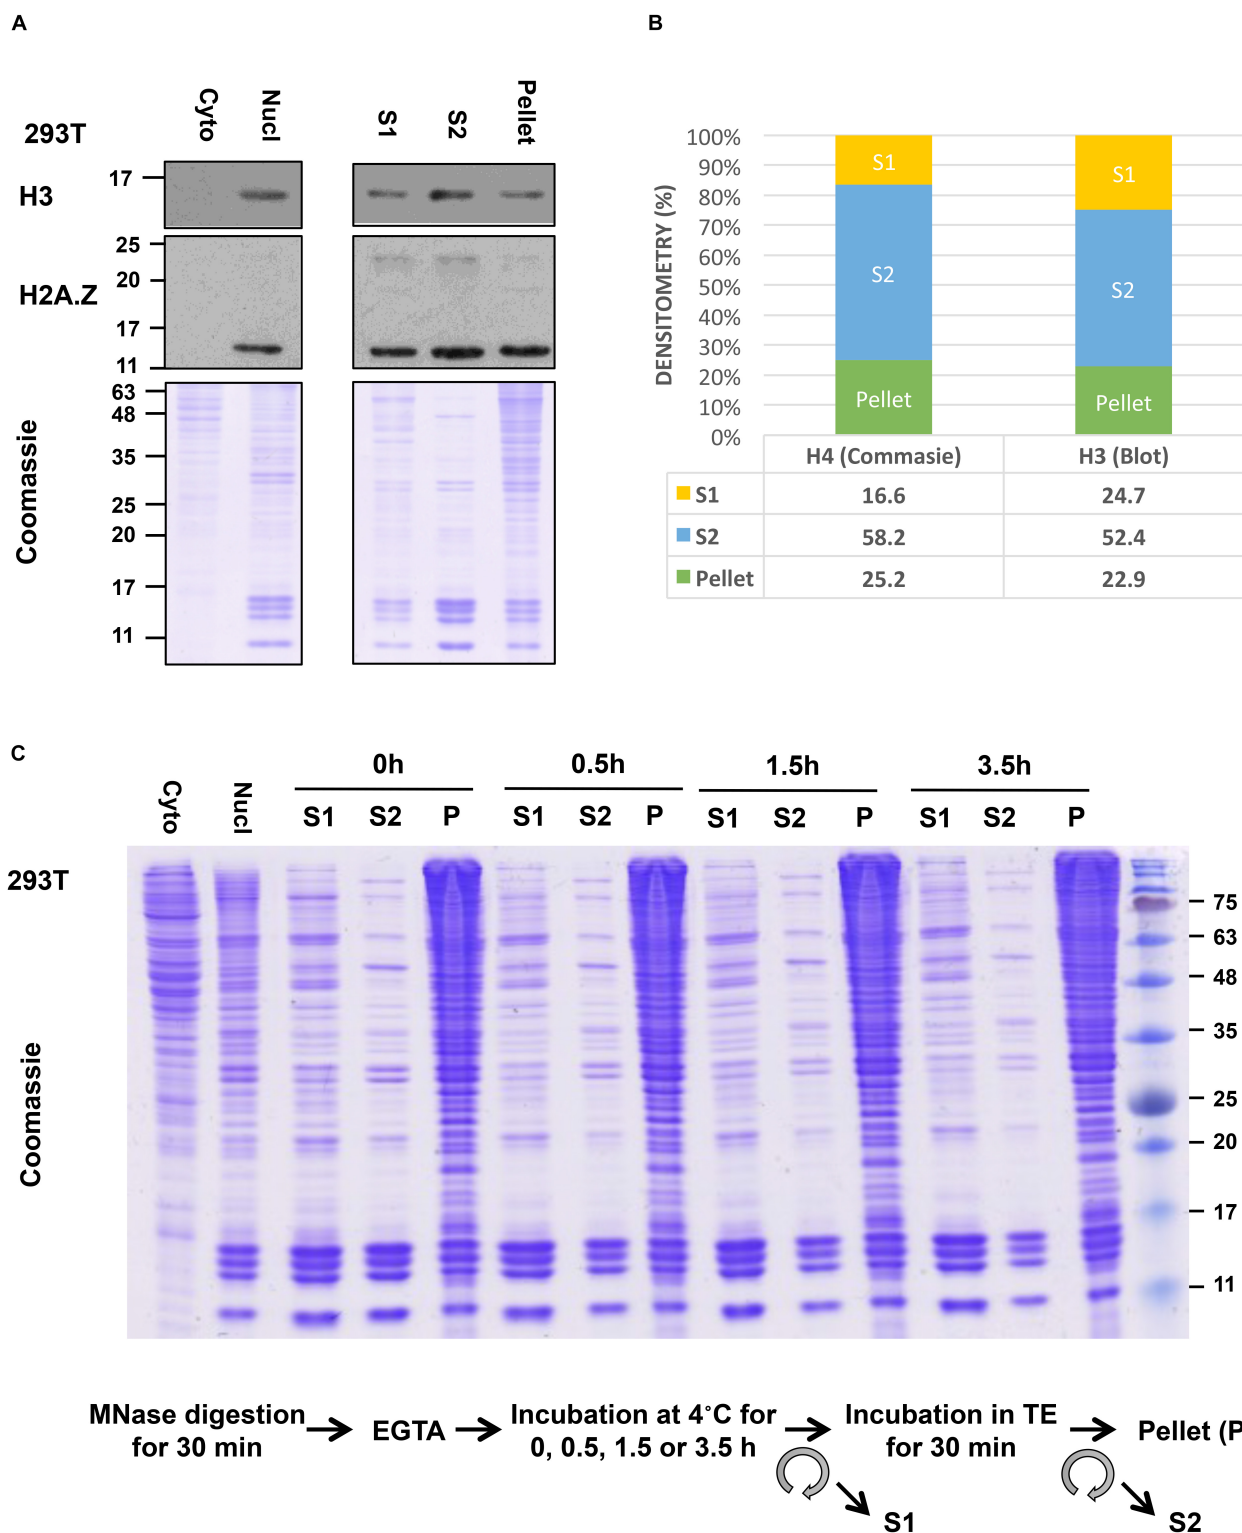 A
293T
Cyto
Nucl
S1
S2
Pellet
H3
17
H2A.Z
25
20
17
11
Coomassie
63
48
35
25
20
17
11
B
DENSITOMETRY (%)
100%
90%
80%
70%
60%
50%
40%
30%
20%
10%
0%
S1
S2
Pellet
S1
S2
Pellet
H4 (Commasie)
H3 (Blot)
S1 16.6 24.7
S2 58.2 52.4
Pellet 25.2 22.9
C
0h 0.5h 1.5h 3.5h
Cyto
Nucl
S1 S2 P S1 S2 P S1 S2 P S1 S2 P
293T
Coomassie
75
63
48
35
25
20
17
11
MNase digestion
for 30 min
EGTA
Incubation at 4°C for
0, 0.5, 1.5 or 3.5 h
Incubation in TE
for 30 min
Pellet (P
S1
S2